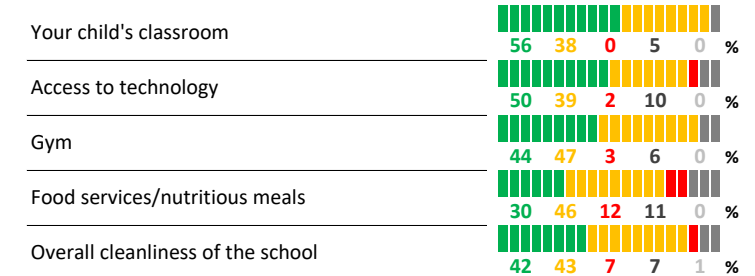 Your child's classroom
56 38 0 5 0 %
Access to technology
50 39 2 10 0 %
Gym
44 47 3 6 0 %
Food services/nutritious meals
30 46 12 11 0 %
Overall cleanliness of the school
42 43 7 7 1 %